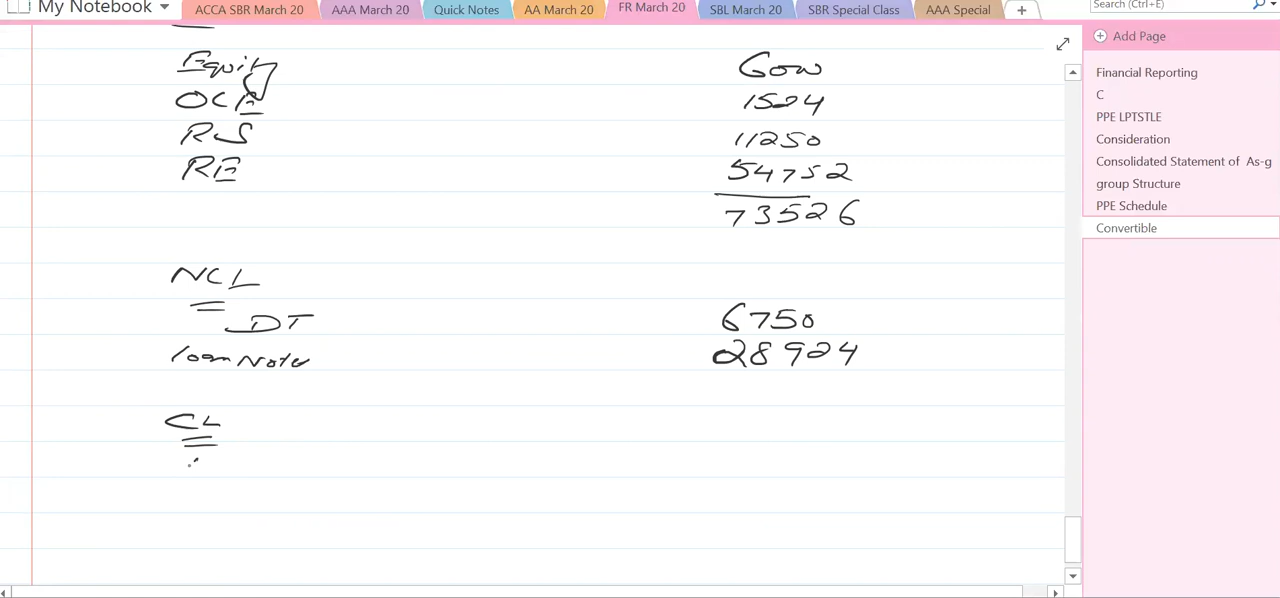 My Notebook
ACCA SBR March 20
AAA March 20
Quick Notes
AA March 20
FR March 20
SBL March 20
SBR Special Class
AAA Special
Search (Ctrl+E)
Add Page
Financial Reporting
C
PPE LPTSTLE
Consideration
Consolidated Statement of As-g
group Structure
PPE Schedule
Convertible
Equity 6000
OCE 1524
RS 11250
RE 54752
73526
NCL
DT 6750
loan Note 28924
CL